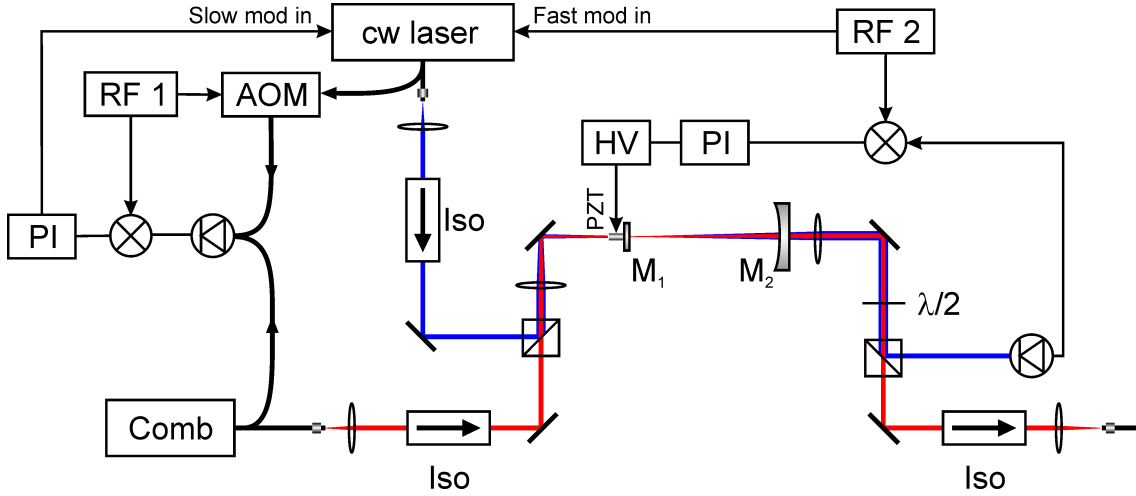 Slow mod in
cw laser
Fast mod in
RF 2
RF 1
AOM
HV
PI
PZT
Iso
PI
M1
M2
λ/2
Comb
Iso
Iso